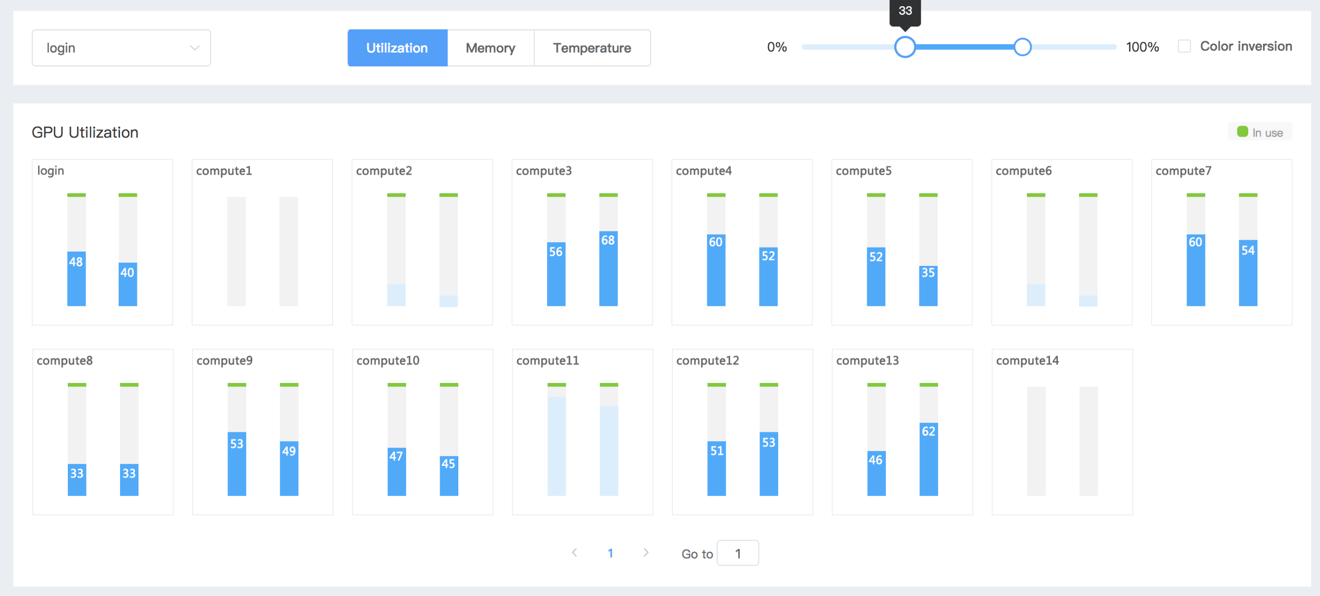 33
login
Utilization
Memory
Temperature
0%
100%
Color inversion
GPU Utilization
In use
login
compute1
compute2
compute3
compute4
compute5
compute6
compute7
48
40
56
68
60
52
52
35
60
54
compute8
compute9
compute10
compute11
compute12
compute13
compute14
33
33
53
49
47
45
51
53
46
62
1
Go to
1